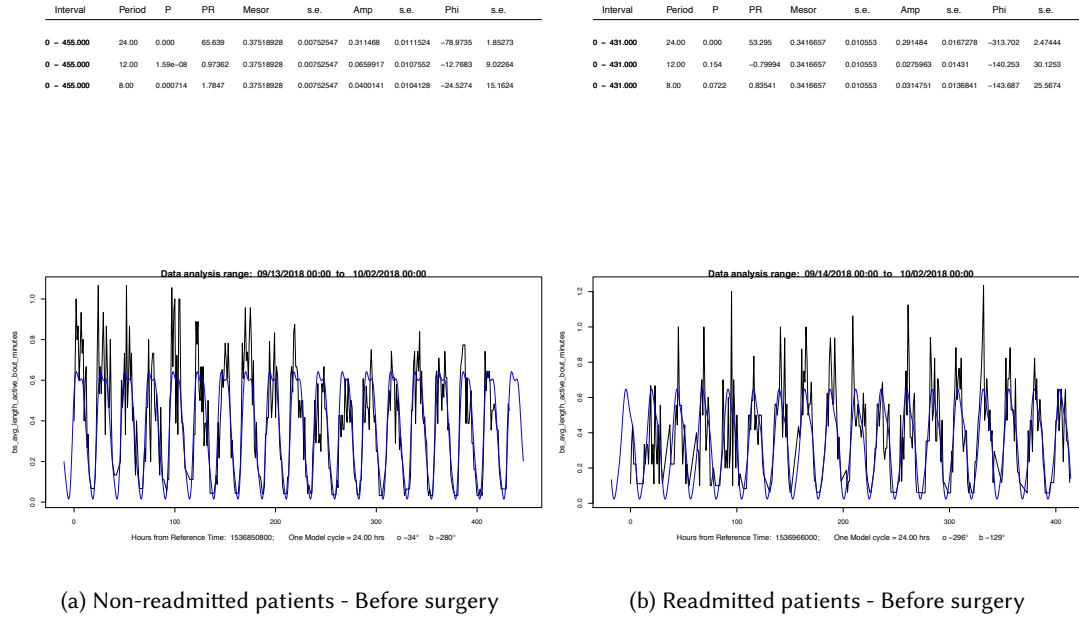 Interval Period P PR Mesor s.e. Amp s.e. Phi s.e.
0 − 455.000 24.00 0.000 65.639 0.37518928 0.00752547 0.311468 0.0111524 −78.9735 1.85273
0 − 455.000 12.00 1.59e−08 0.97362 0.37518928 0.00752547 0.0659917 0.0107552 −12.7683 9.02264
0 − 455.000 8.00 0.000714 1.7847 0.37518928 0.00752547 0.0400141 0.0104128 −24.5274 15.1624
Data analysis range: 09/13/2018 00:00 to 10/02/2018 00:00
bs_avg_length_active_bout_minutes
1.0
0.8
0.6
0.4
0.2
0.0
0 100 200 300 400
Hours from Reference Time: 1536850800; One Model cycle = 24.00 hrs o −34° b −280°
(a) Non-readmitted patients - Before surgery
Interval Period P PR Mesor s.e. Amp s.e. Phi s.e.
0 − 431.000 24.00 0.000 53.295 0.3416657 0.010553 0.291484 0.0167278 −313.702 2.47444
0 − 431.000 12.00 0.154 −0.79994 0.3416657 0.010553 0.0275963 0.01431 −140.253 30.1253
0 − 431.000 8.00 0.0722 0.83541 0.3416657 0.010553 0.0314751 0.0136841 −143.687 25.5674
Data analysis range: 09/14/2018 00:00 to 10/02/2018 00:00
bs_avg_length_active_bout_minutes
1.2
1.0
0.8
0.6
0.4
0.2
0.0
0 100 200 300 400
Hours from Reference Time: 1536966000; One Model cycle = 24.00 hrs o −296° b −129°
(b) Readmitted patients - Before surgery